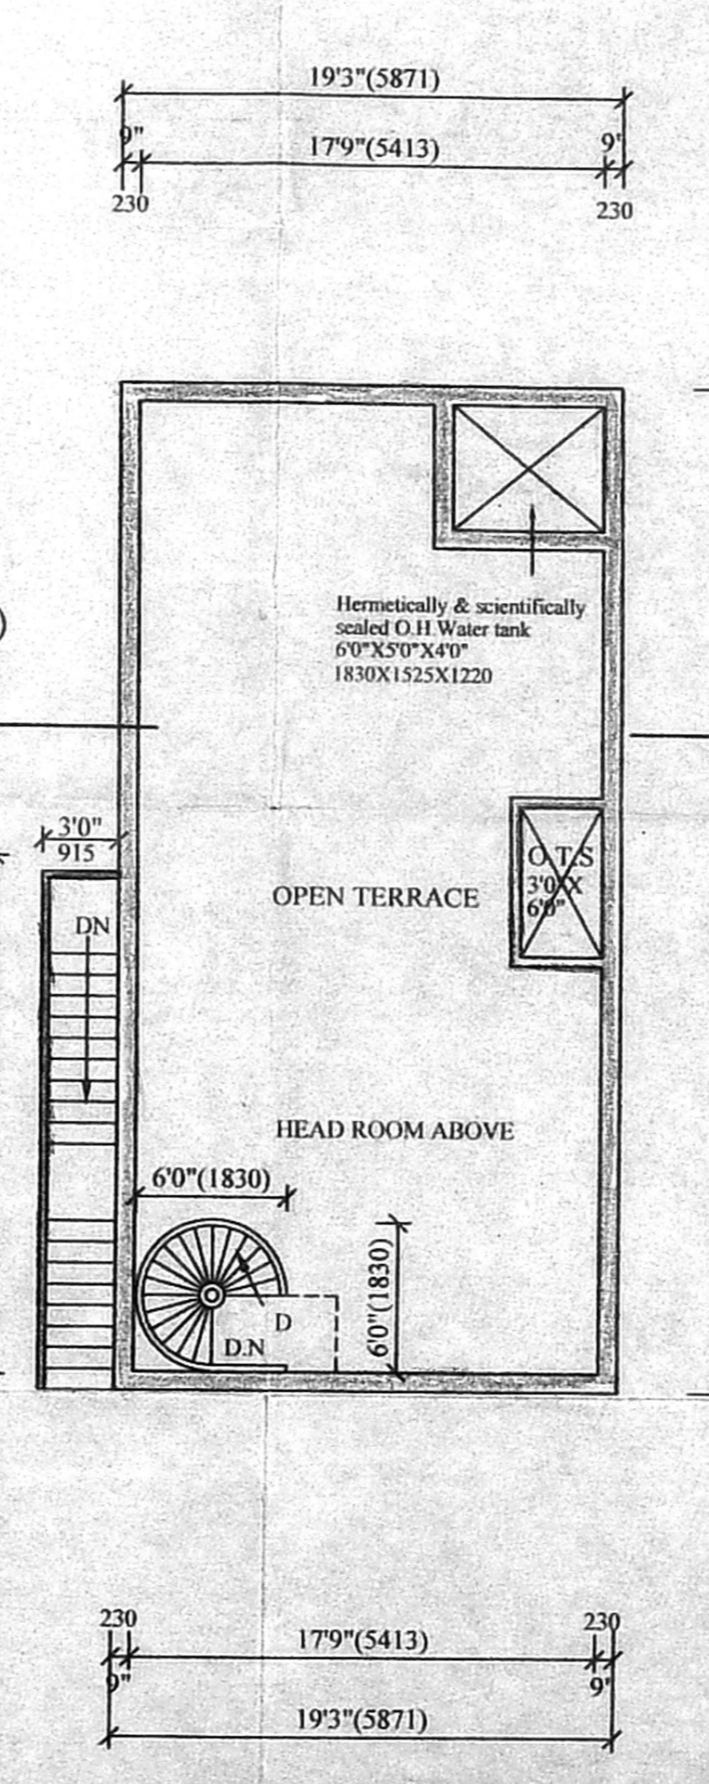 19'3"(5871)
9" 17'9"(5413) 9"
230 230
Hermetically & scientifically
sealed O.H.Water tank
6'0"X5'0"X4'0"
1830X1525X1220
)
3'0"
915
O.T.S
3'0"X
6'0"
OPEN TERRACE
DN
HEAD ROOM ABOVE
6'0"(1830)
6'0"(1830)
D
D.N
230 17'9"(5413) 230
9" 9"
19'3"(5871)